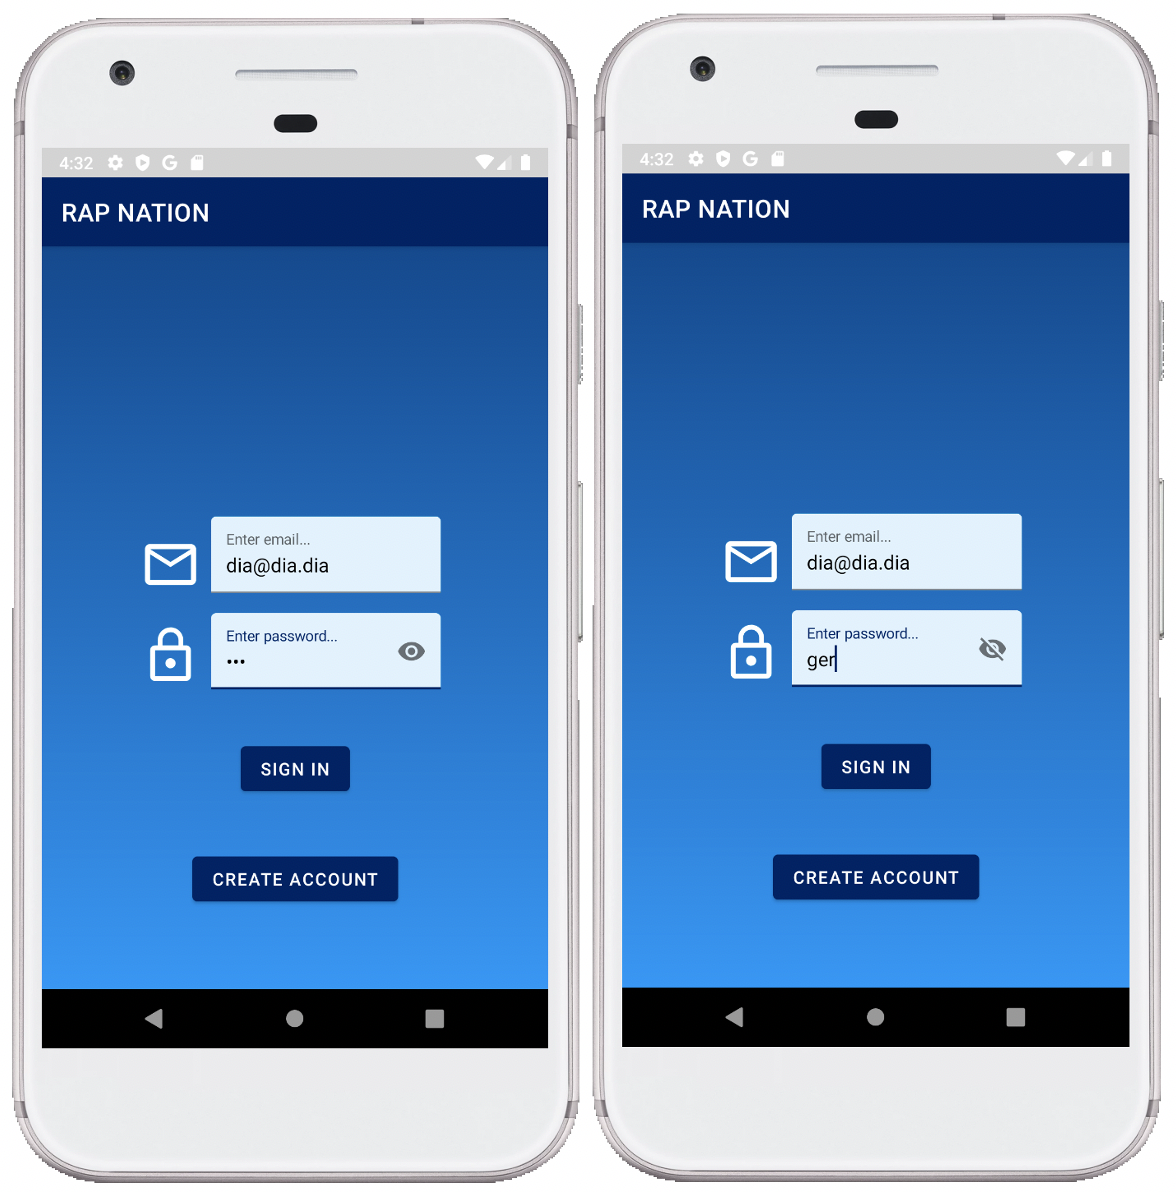 4:32
RAP NATION
Enter email...
dia@dia.dia
Enter password...
•••
SIGN IN
CREATE ACCOUNT
4:32
RAP NATION
Enter email...
dia@dia.dia
Enter password...
ger
SIGN IN
CREATE ACCOUNT